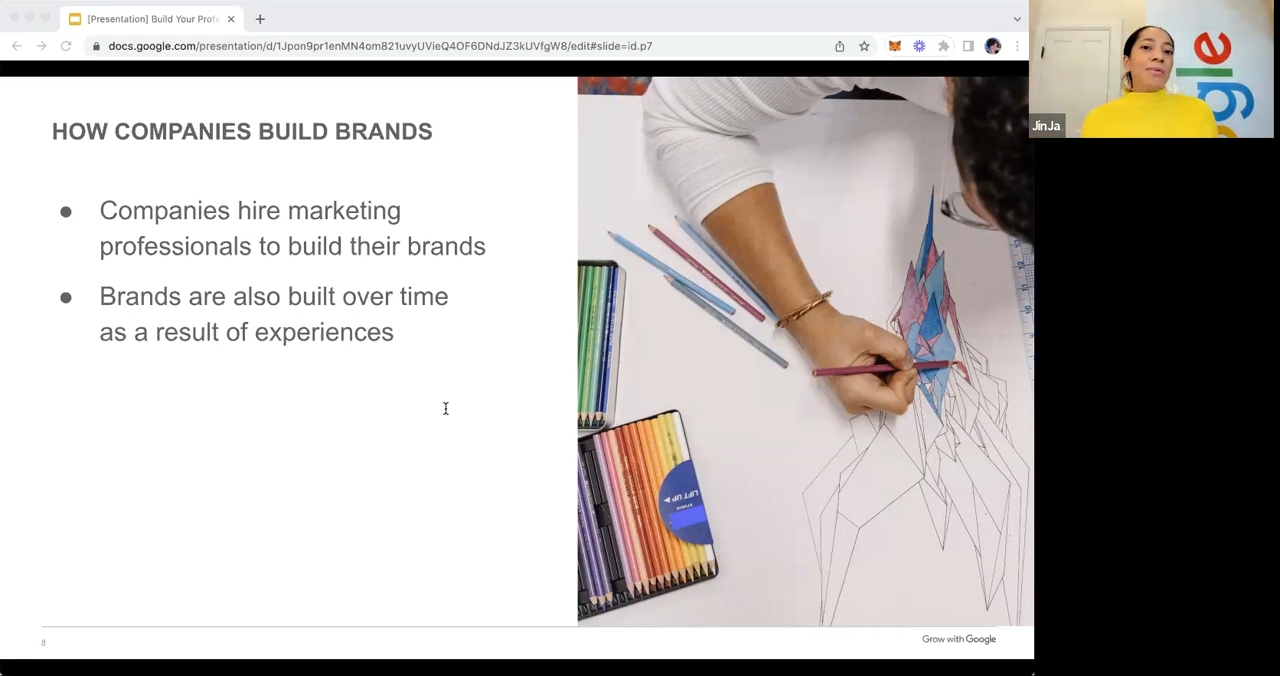 [Presentation] Build Your Profe
docs.google.com/presentation/d/1Jpon9pr1enMN4om821uvyUVieQ4OF6DNdJZ3kUVfgW8/edit#slide=id.p7
gle
JinJa
HOW COMPANIES BUILD BRANDS
● Companies hire marketing
professionals to build their brands
● Brands are also built over time
as a result of experiences
LIFT UP
8
Grow with Google